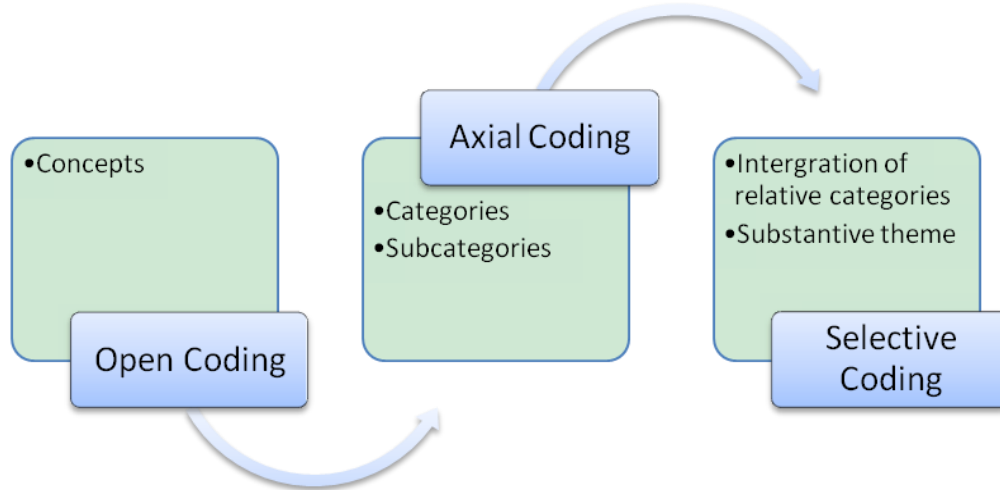 •Concepts
Open Coding
Axial Coding
•Categories
•Subcategories
•Intergration of
relative categories
•Substantive theme
Selective
Coding